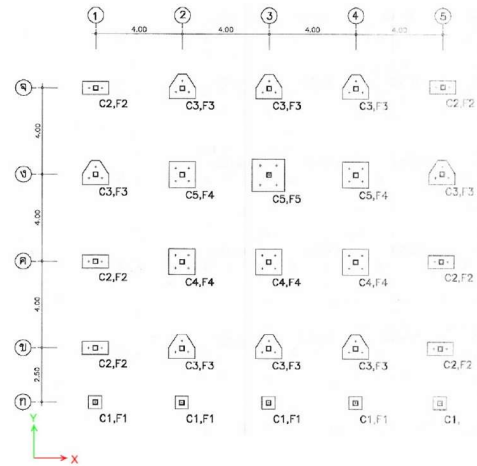 1 2 3 4 5
4.00 4.00 4.00 4.00
C2,F2 C3,F3 C3,F3 C3,F3 C2,F2
4.00
ง
C3,F3 C5,F4 C5,F5 C5,F4 C3,F3
4.00
ค
C2,F2 C4,F4 C4,F4 C4,F4 C2,F2
4.00
ข
C2,F2 C3,F3 C3,F3 C3,F3 C2,F2
2.50
ก
C1,F1 C1,F1 C1,F1 C1,F1 C1,
Y
X